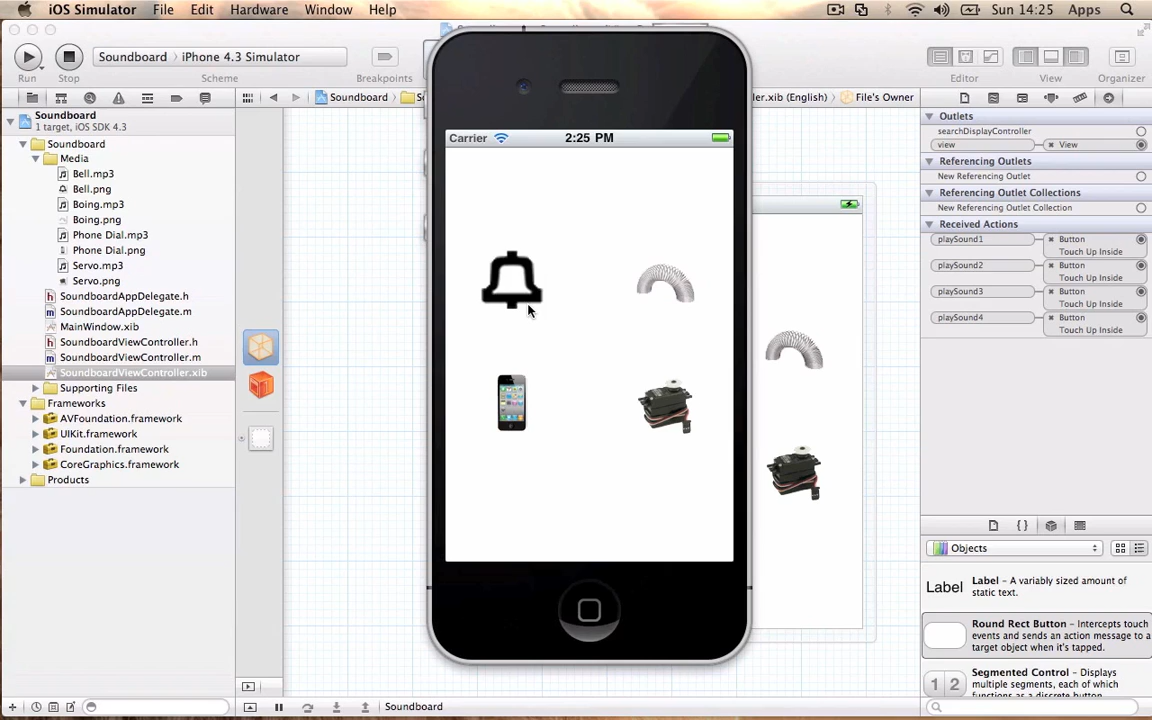 iOS Simulator File Edit Hardware Window Help Sun 14:25 Apps
Soundboard iPhone 4.3 Simulator
Run Stop Scheme Breakpoints Editor View Organizer
Soundboard
ler.xib (English) File's Owner
Soundboard
1 target, iOS SDK 4.3
Soundboard
Media
Bell.mp3
Bell.png
Boing.mp3
Boing.png
Phone Dial.mp3
Phone Dial.png
Servo.mp3
Servo.png
SoundboardAppDelegate.h
SoundboardAppDelegate.m
MainWindow.xib
SoundboardViewController.h
SoundboardViewController.m
SoundboardViewController.xib
Supporting Files
Frameworks
AVFoundation.framework
UIKit.framework
Foundation.framework
CoreGraphics.framework
Products
Carrier 2:25 PM
Outlets
searchDisplayController
view View
Referencing Outlets
New Referencing Outlet
Referencing Outlet Collections
New Referencing Outlet Collection
Received Actions
playSound1 Button
Touch Up Inside
playSound2 Button
Touch Up Inside
playSound3 Button
Touch Up Inside
playSound4 Button
Touch Up Inside
Objects
Label
Label – A variably sized amount of
static text.
Round Rect Button – Intercepts touch
events and sends an action message to a
target object when it's tapped.
1 2
Segmented Control – Displays
multiple segments, each of which
functions as a discrete button.
Soundboard